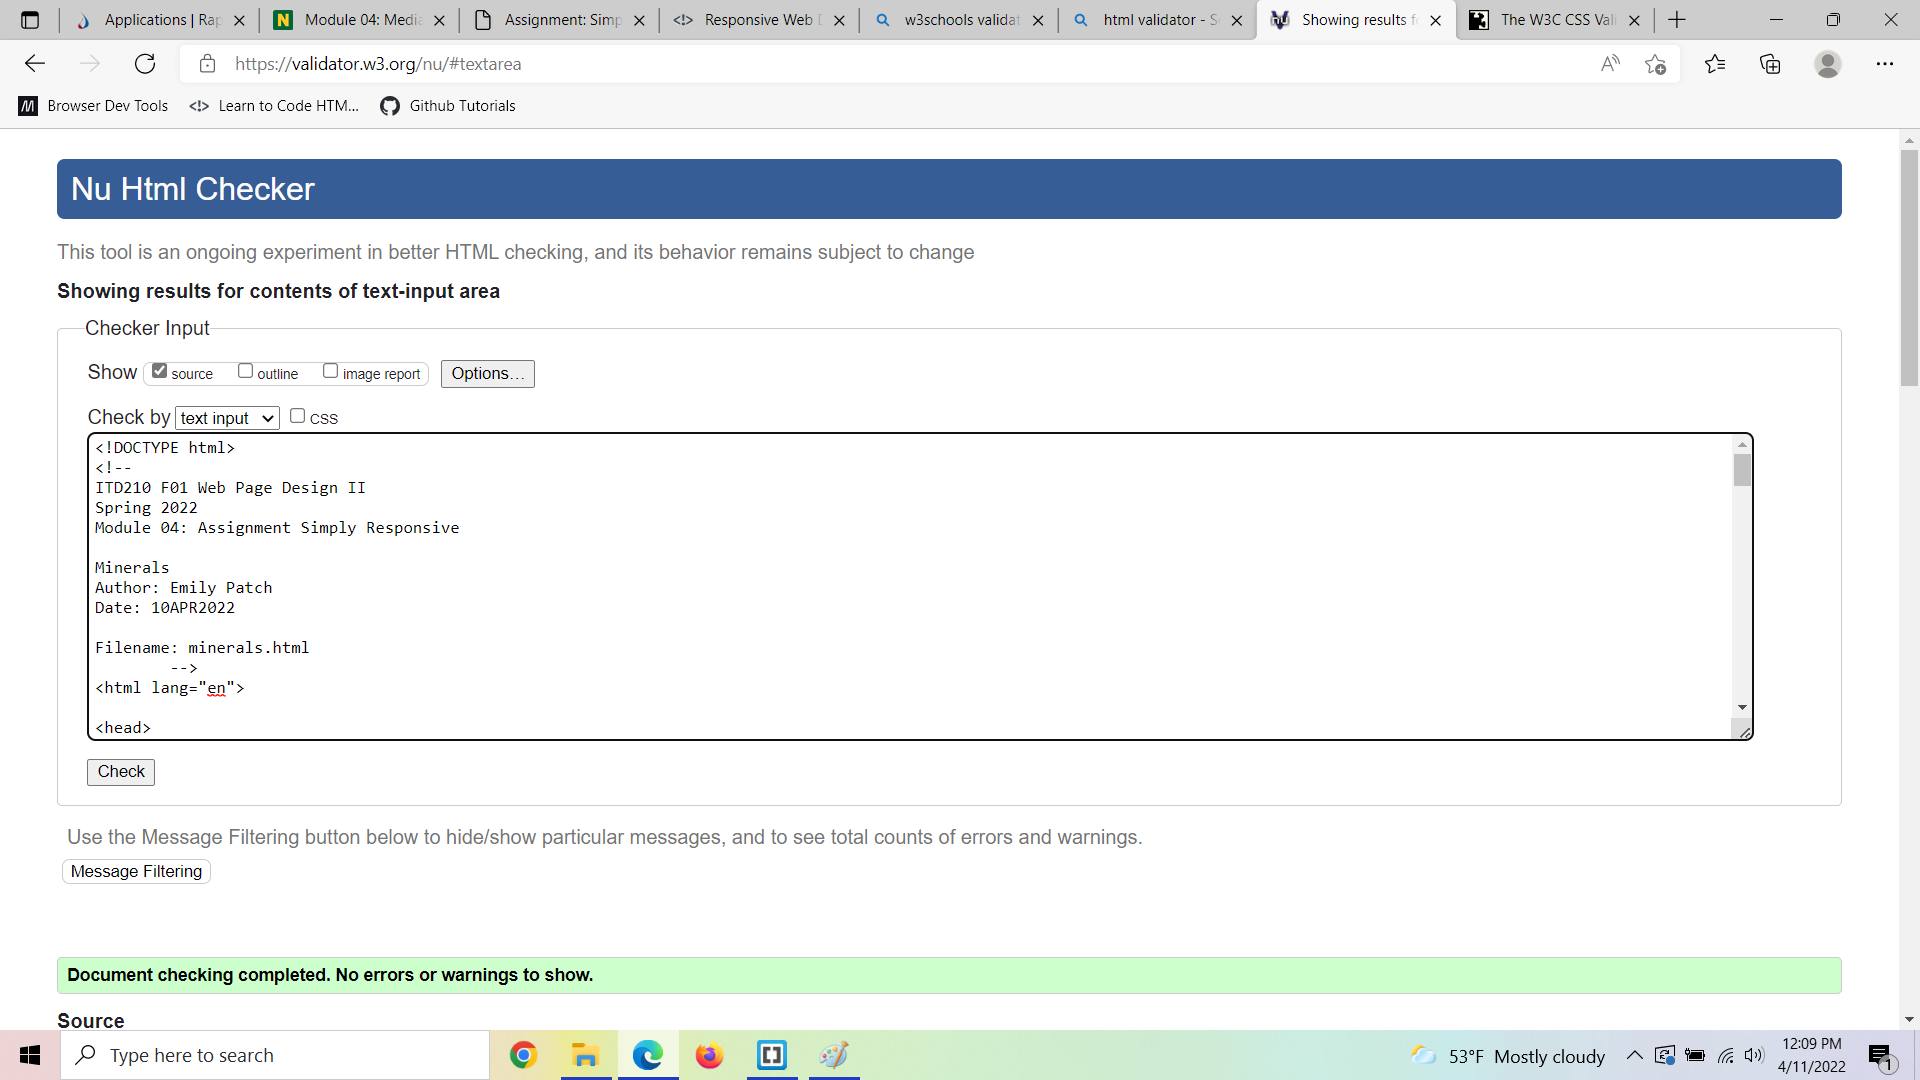 Applications | Rap
Module 04: Media
Assignment: Simp
Responsive Web D
w3schools validat
html validator - Se
Showing results f
The W3C CSS Vali
https://validator.w3.org/nu/#textarea
Browser Dev Tools
Learn to Code HTM...
Github Tutorials
Nu Html Checker
This tool is an ongoing experiment in better HTML checking, and its behavior remains subject to change
Showing results for contents of text-input area
Checker Input
Show source outline image report Options...
Check by text input CSS
<!DOCTYPE html>
<!--
ITD210 F01 Web Page Design II
Spring 2022
Module 04: Assignment Simply Responsive
Minerals
Author: Emily Patch
Date: 10APR2022
Filename: minerals.html
-->
<html lang="en">
<head>
Check
Use the Message Filtering button below to hide/show particular messages, and to see total counts of errors and warnings.
Message Filtering
Document checking completed. No errors or warnings to show.
Source
Type here to search
53°F Mostly cloudy
12:09 PM
4/11/2022
1